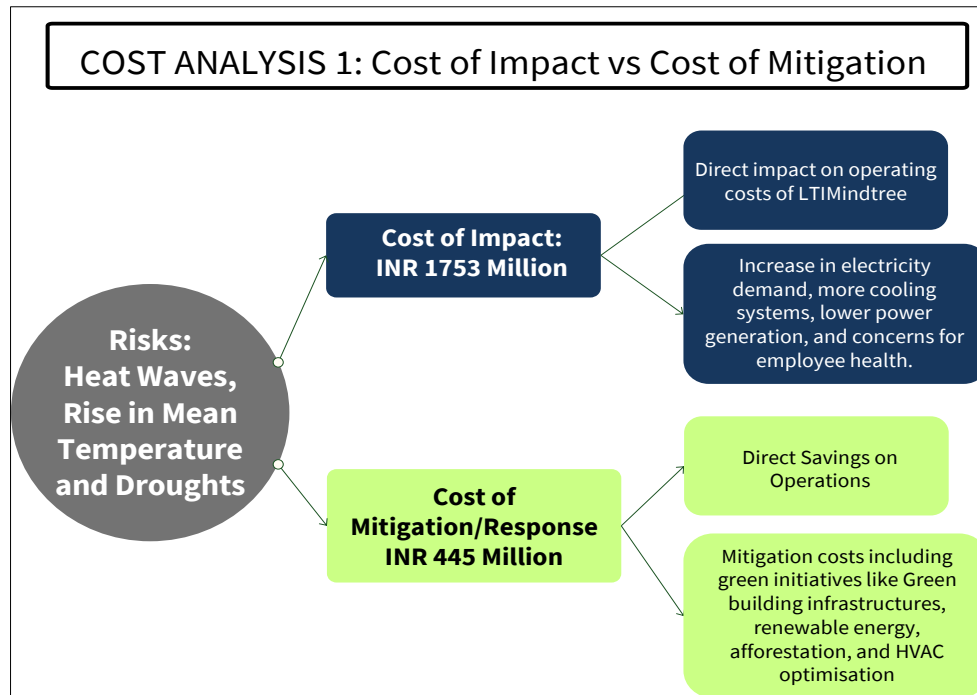 COST ANALYSIS 1: Cost of Impact vs Cost of Mitigation
Risks:
Heat Waves,
Rise in Mean
Temperature
and Droughts
Cost of Impact:
INR 1753 Million
Direct impact on operating
costs of LTIMindtree
Increase in electricity
demand, more cooling
systems, lower power
generation, and concerns for
employee health.
Cost of
Mitigation/Response
INR 445 Million
Direct Savings on
Operations
Mitigation costs including
green initiatives like Green
building infrastructures,
renewable energy,
afforestation, and HVAC
optimisation